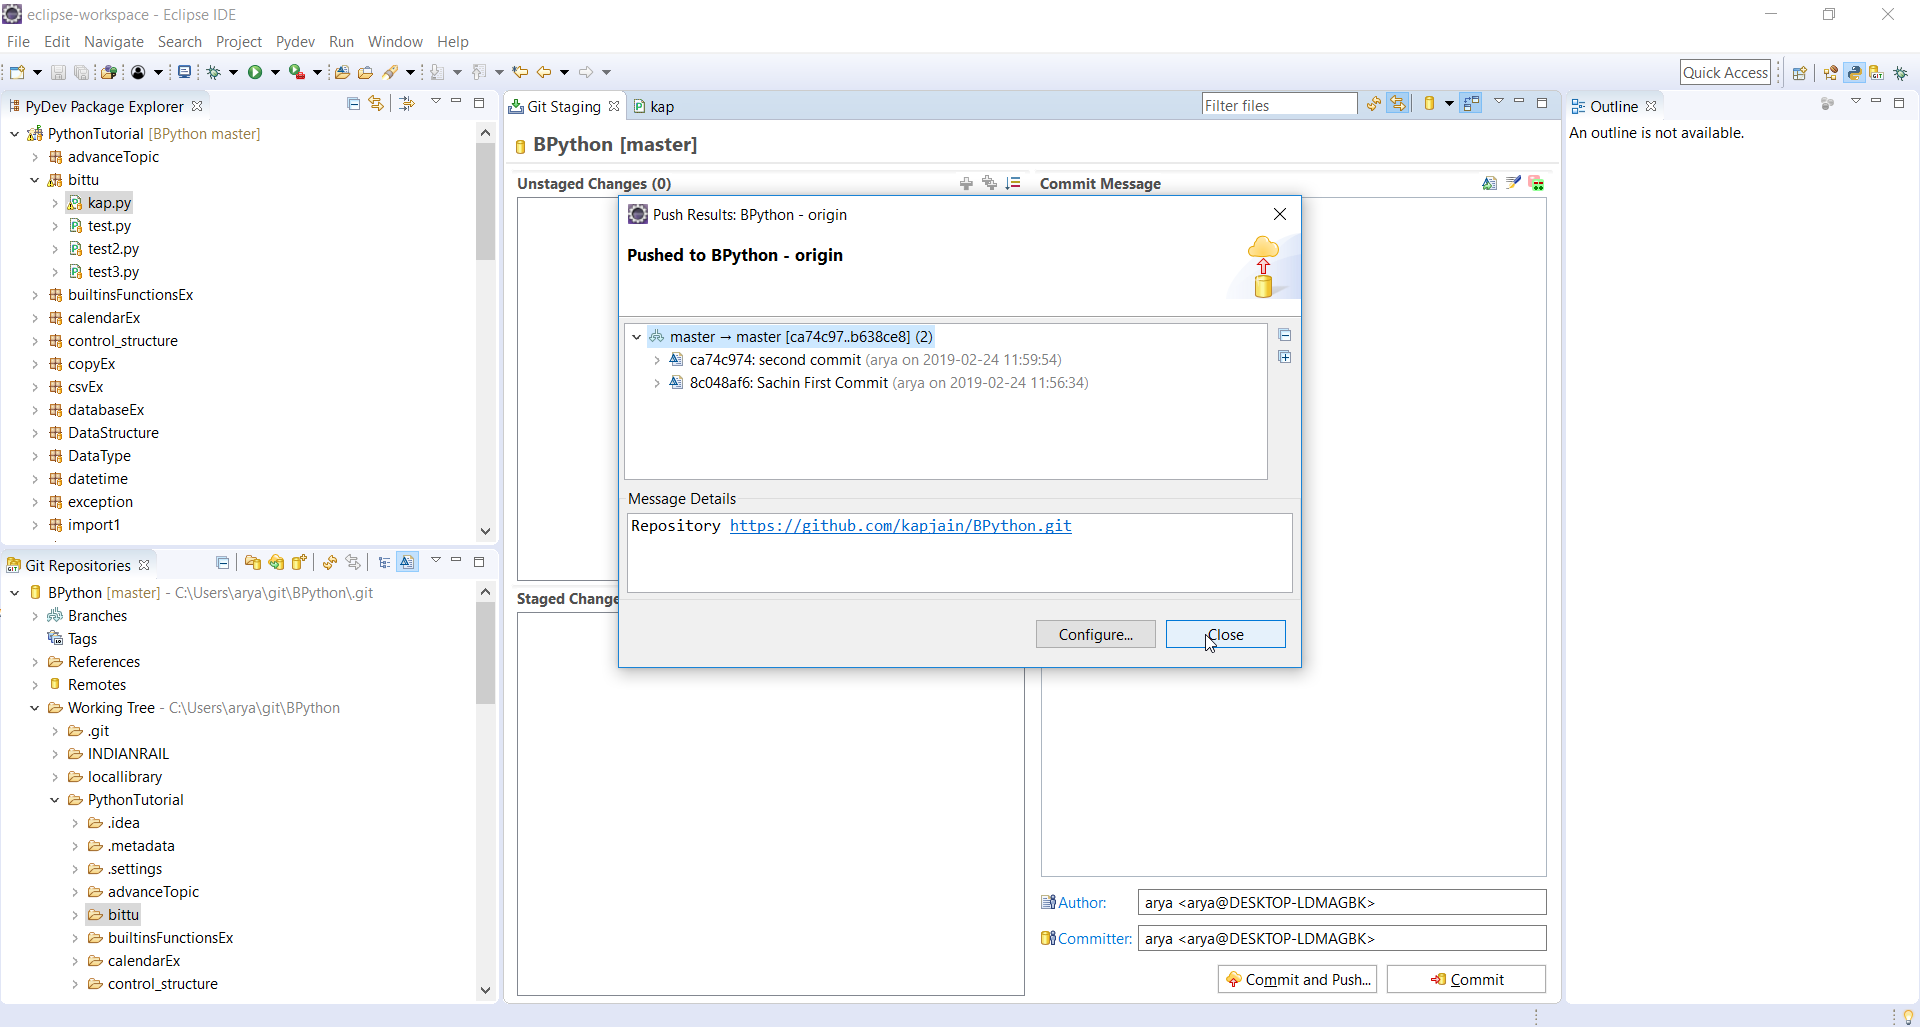 eclipse-workspace - Eclipse IDE
File Edit Navigate Search Project Pydev Run Window Help
Quick Access
PyDev Package Explorer
PythonTutorial [BPython master]
advanceTopic
bittu
kap.py
test.py
test2.py
test3.py
builtinsFunctionsEx
calendarEx
control_structure
copyEx
csvEx
databaseEx
DataStructure
DataType
datetime
exception
import1
Git Repositories
BPython [master] - C:\Users\arya\git\BPython\.git
Branches
Tags
References
Remotes
Working Tree - C:\Users\arya\git\BPython
.git
INDIANRAIL
locallibrary
PythonTutorial
.idea
.metadata
.settings
advanceTopic
bittu
builtinsFunctionsEx
calendarEx
control_structure
Git Staging
kap
Filter files
BPython [master]
Unstaged Changes (0)
Commit Message
Staged Change
Push Results: BPython - origin
Pushed to BPython - origin
master → master [ca74c97..b638ce8] (2)
ca74c974: second commit (arya on 2019-02-24 11:59:54)
8c048af6: Sachin First Commit (arya on 2019-02-24 11:56:34)
Message Details
Repository https://github.com/kapjain/BPython.git
Configure... Close
Author: arya <arya@DESKTOP-LDMAGBK>
Committer: arya <arya@DESKTOP-LDMAGBK>
Commit and Push... Commit
Outline
An outline is not available.